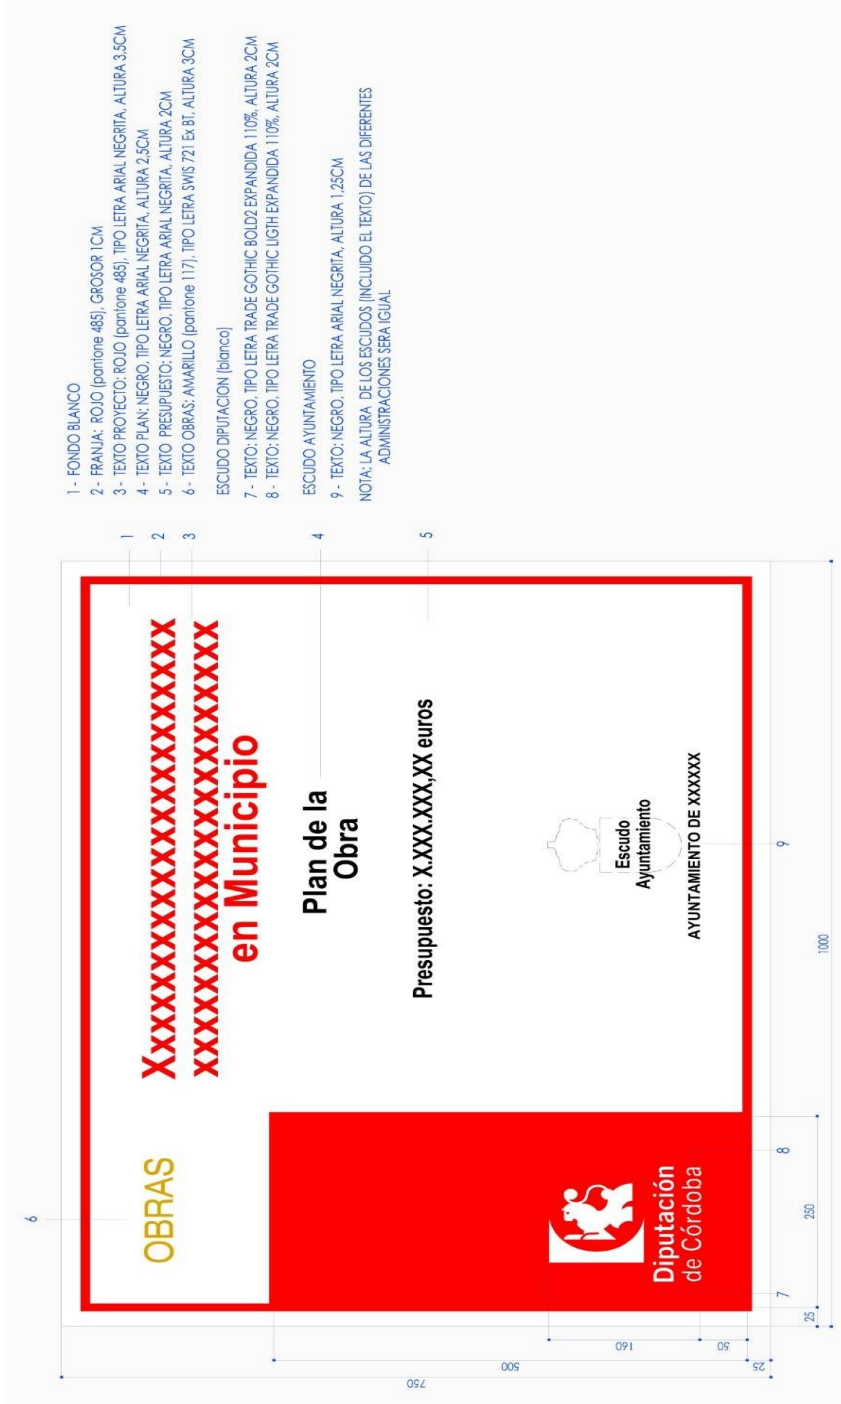 1 - FONDO BLANCO
2 - FRANJA: ROJO (pantone 485), GROSOR 1CM
3 - TEXTO PROYECTO: ROJO (pantone 485), TIPO LETRA ARIAL NEGRITA, ALTURA 3,5CM
4 - TEXTO PLAN: NEGRO, TIPO LETRA ARIAL NEGRITA, ALTURA 2,5CM
5 - TEXTO PRESUPUESTO: NEGRO, TIPO LETRA ARIAL NEGRITA, ALTURA 2CM
6 - TEXTO OBRAS: AMARILLO (pantone 117), TIPO LETRA SWIS 721 Ex BT, ALTURA 3CM
ESCUDO DIPUTACION (blanco)
7 - TEXTO: NEGRO, TIPO LETRA TRADE GOTHIC BOLD2 EXPANDIDA 110%, ALTURA 2CM
8 - TEXTO: NEGRO, TIPO LETRA TRADE GOTHIC LIGTH EXPANDIDA 110%, ALTURA 2CM
ESCUDO AYUNTAMIENTO
9 - TEXTO: NEGRO, TIPO LETRA ARIAL NEGRITA, ALTURA 1,25CM
NOTA: LA ALTURA DE LOS ESCUDOS (INCLUIDO EL TEXTO) DE LAS DIFERENTES
ADMINISTRACIONES SERA IGUAL
6
OBRAS
Xxxxxxxxxxxxxxxxxxxxxxx
xxxxxxxxxxxxxxxxxxxxxxx
en Municipio
Plan de la
Obra
Presupuesto: X.XXX.XXX,XX euros
Escudo
Ayuntamiento
AYUNTAMIENTO DE XXXXXX
Diputación
de Córdoba
1
2
3
4
5
7
8
9
25
250
1000
750
500
160
50
25